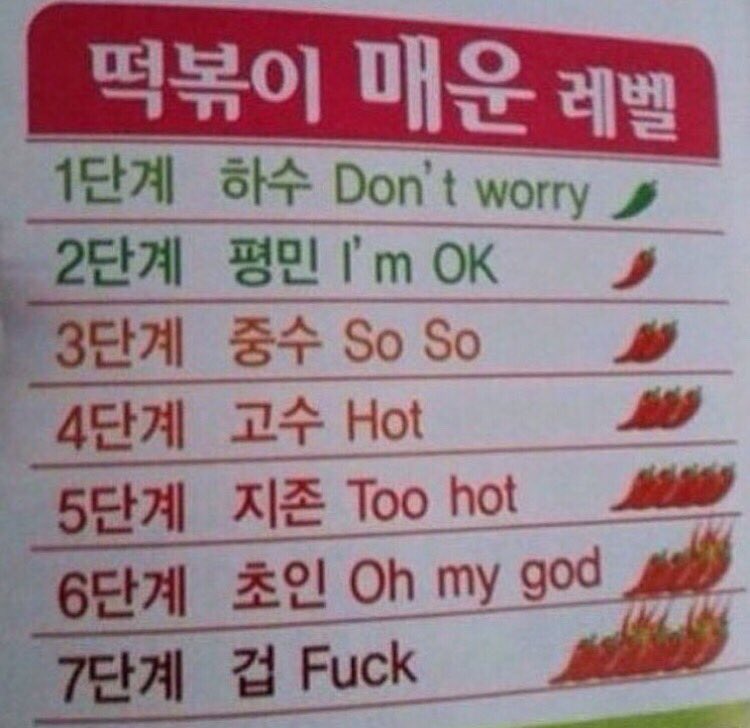 떡볶이 매운 레벨
1단계 하수 Don't worry
2단계 평민 I'm OK
3단계 중수 So So
4단계 고수 Hot
5단계 지존 Too hot
6단계 초인 Oh my god
7단계 겁 Fuck